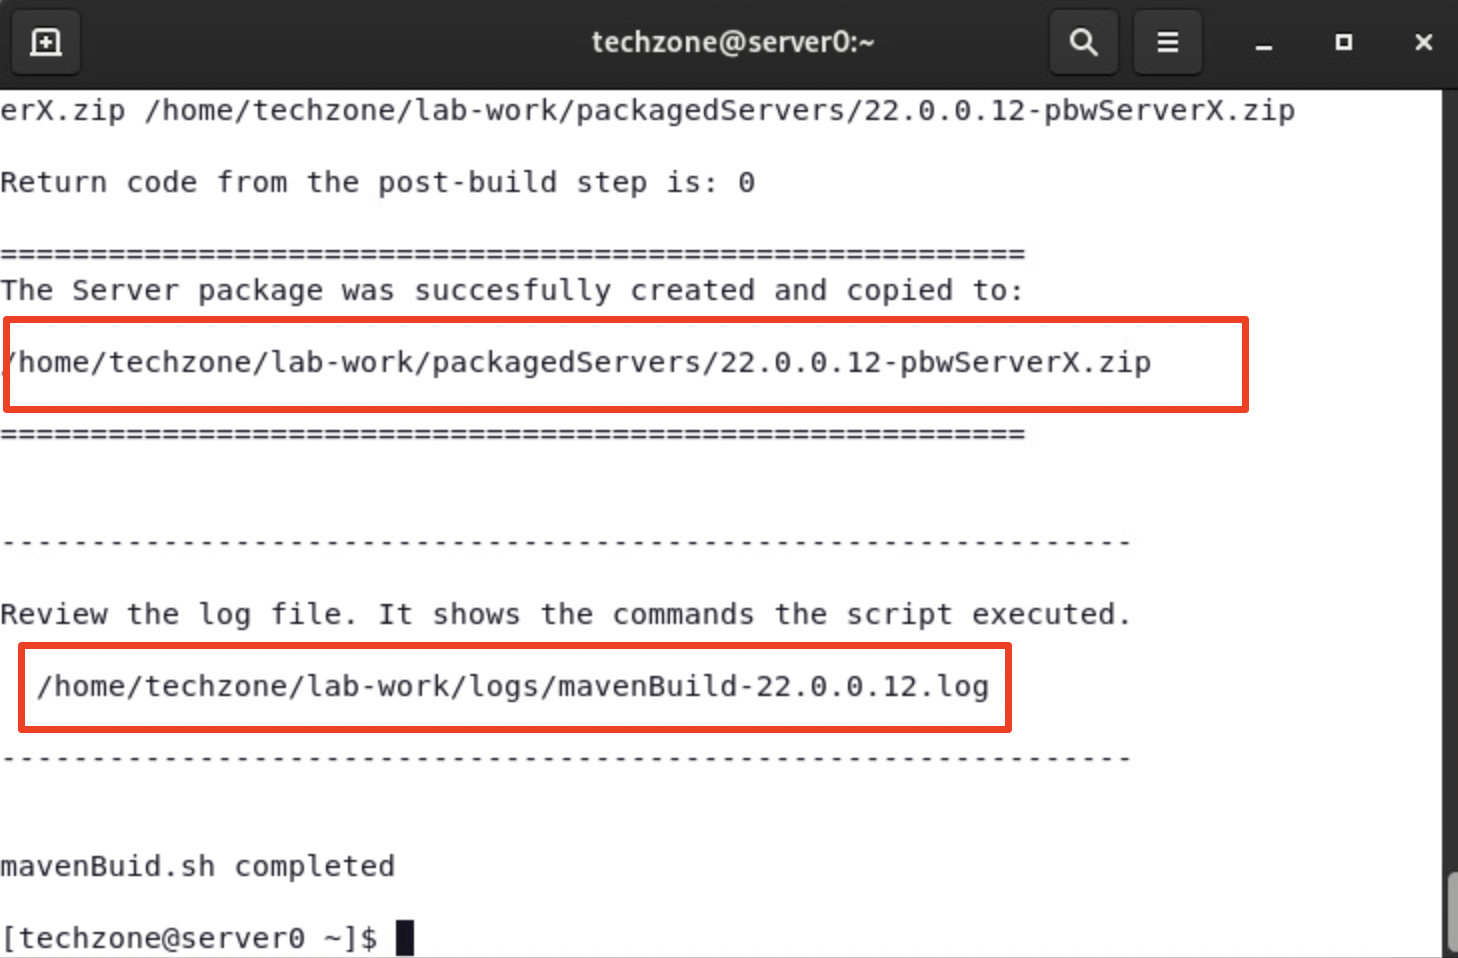 techzone@server0:~
erX.zip /home/techzone/lab-work/packagedServers/22.0.0.12-pbwServerX.zip
Return code from the post-build step is: 0
=========================================================
The Server package was succesfully created and copied to:
/home/techzone/lab-work/packagedServers/22.0.0.12-pbwServerX.zip
=========================================================
---------------------------------------------------------------
Review the log file. It shows the commands the script executed.
/home/techzone/lab-work/logs/mavenBuild-22.0.0.12.log
---------------------------------------------------------------
mavenBuid.sh completed
[techzone@server0 ~]$